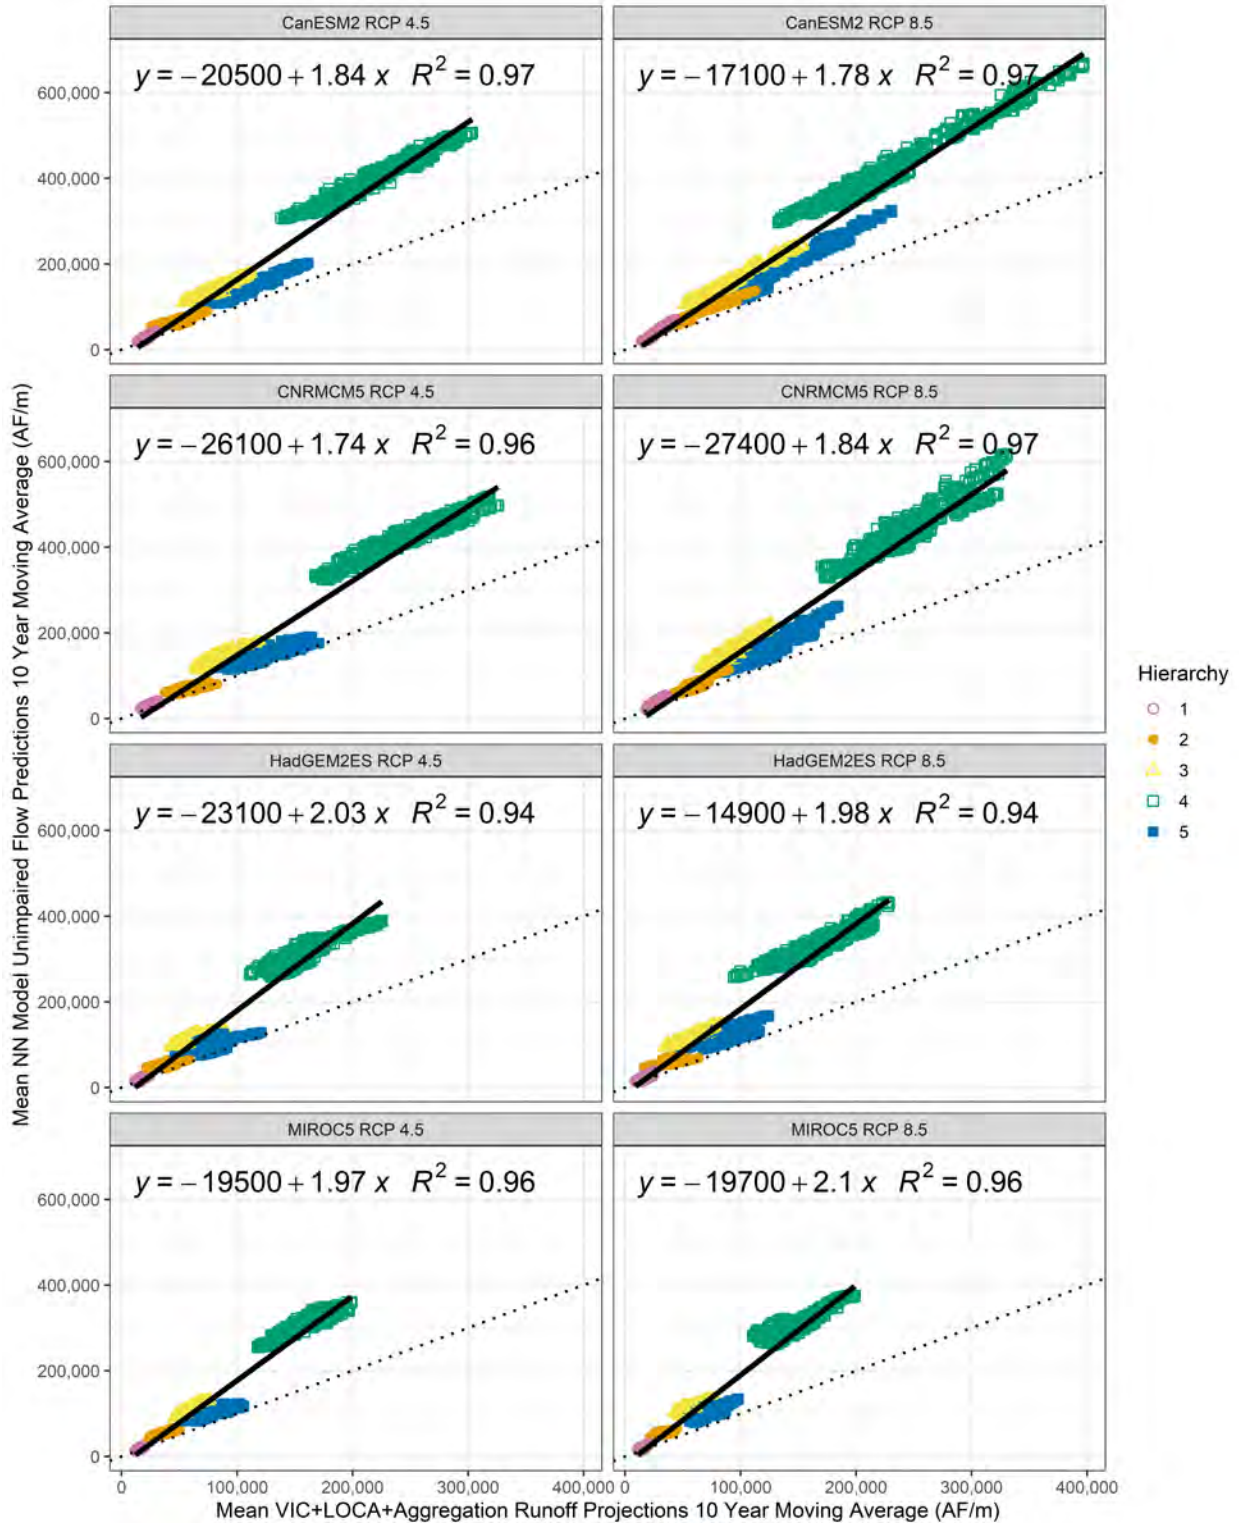 CanESM2 RCP 4.5
CanESM2 RCP 8.5
y = −20500 + 1.84 x R² = 0.97
y = −17100 + 1.78 x R² = 0.97
600,000
400,000
200,000
0
CNRMCM5 RCP 4.5
CNRMCM5 RCP 8.5
y = −26100 + 1.74 x R² = 0.96
y = −27400 + 1.84 x R² = 0.97
600,000
400,000
200,000
0
HadGEM2ES RCP 4.5
HadGEM2ES RCP 8.5
y = −23100 + 2.03 x R² = 0.94
y = −14900 + 1.98 x R² = 0.94
600,000
400,000
200,000
0
MIROC5 RCP 4.5
MIROC5 RCP 8.5
y = −19500 + 1.97 x R² = 0.96
y = −19700 + 2.1 x R² = 0.96
600,000
400,000
200,000
0
0 100,000 200,000 300,000 400,000
0 100,000 200,000 300,000 400,000
Mean VIC+LOCA+Aggregation Runoff Projections 10 Year Moving Average (AF/m)
Mean NN Model Unimpaired Flow Predictions 10 Year Moving Average (AF/m)
Hierarchy
1
2
3
4
5